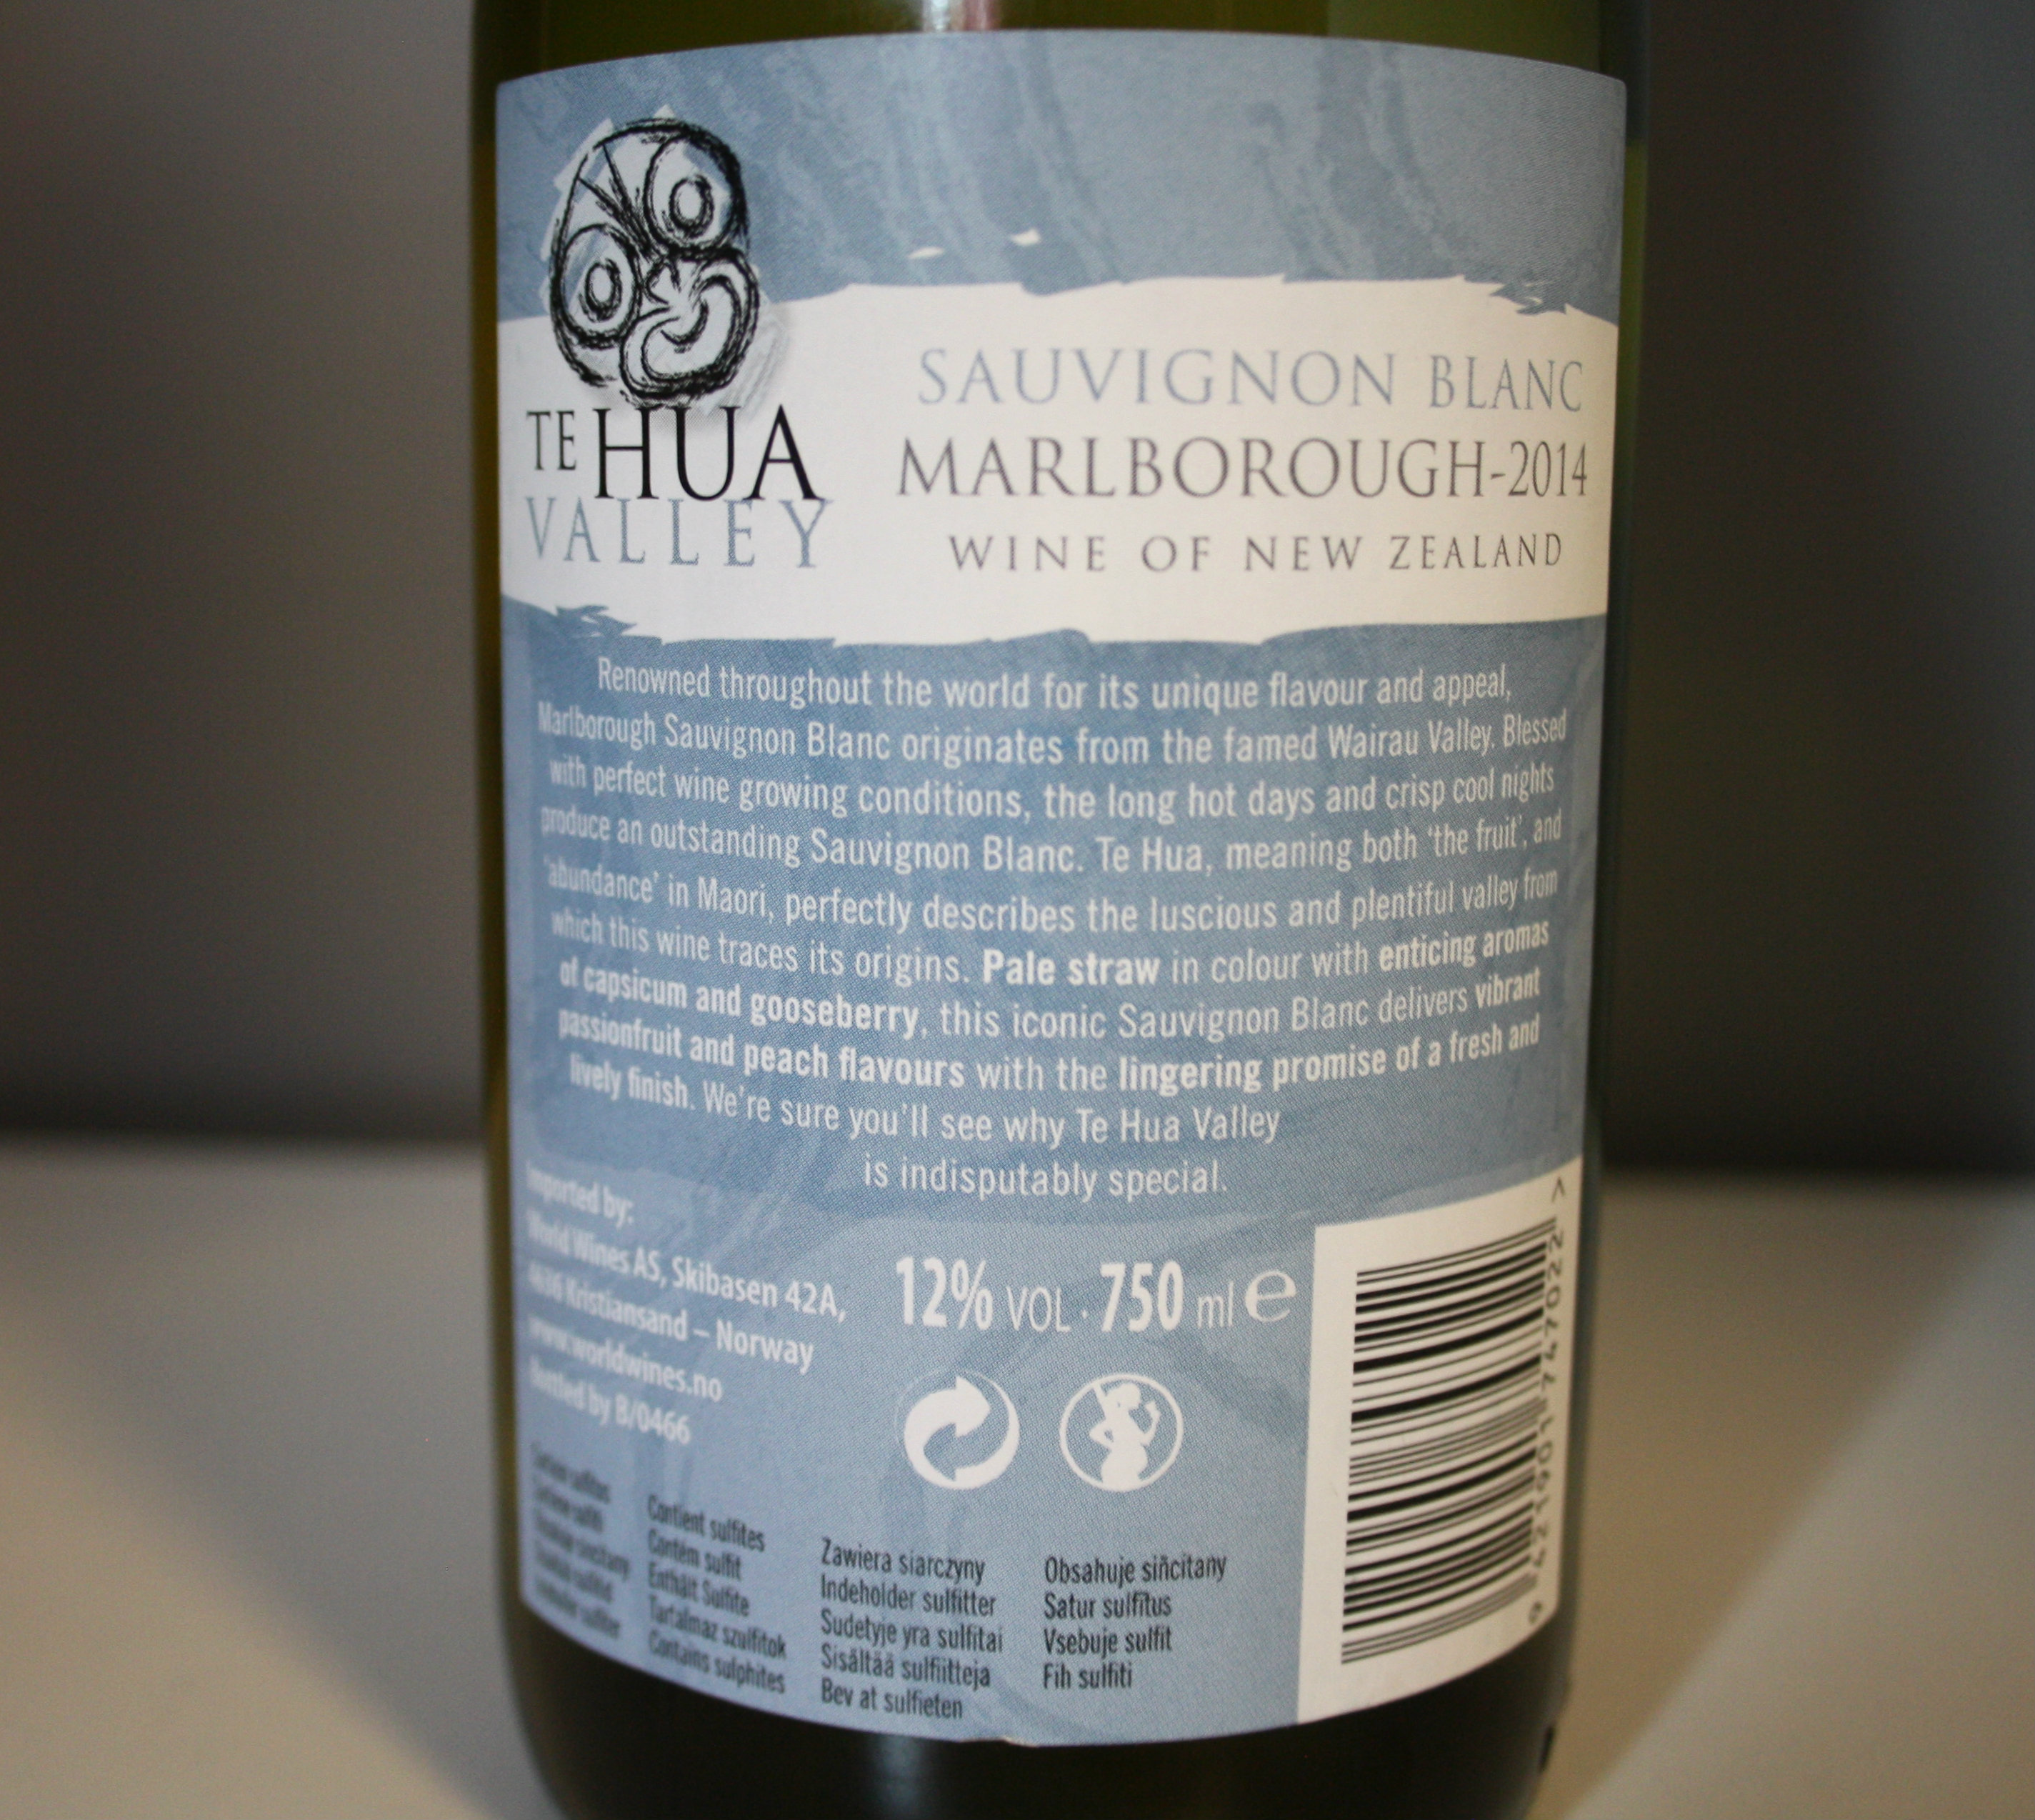 TE HUA
VALLEY
SAUVIGNON BLANC
MARLBOROUGH-2014
WINE OF NEW ZEALAND
Renowned throughout the world for its unique flavour and appeal,
Marlborough Sauvignon Blanc originates from the famed Wairau Valley. Blessed
with perfect wine growing conditions, the long hot days and crisp cool nights
produce an outstanding Sauvignon Blanc. Te Hua, meaning both 'the fruit', and
'abundance' in Maori, perfectly describes the luscious and plentiful valley from
which this wine traces its origins. Pale straw in colour with enticing aromas
of capsicum and gooseberry, this iconic Sauvignon Blanc delivers vibrant
passionfruit and peach flavours with the lingering promise of a fresh and
lively finish. We're sure you'll see why Te Hua Valley
is indisputably special.
Imported by:
World Wines AS, Skibasen 42A,
Kristiansand – Norway
www.worldwines.no
Bottled by B/0466
12% VOL · 750 ml e
Contient sulfites
Contém sulfit
Enthält Sulfite
Tartalmaz szulfitok
Contains sulphites
Zawiera siarczyny
Indeholder sulfitter
Sudetyje yra sulfitai
Sisältää sulfiitteja
Bev at sulfieten
Obsahuje siñcitany
Satur sulfītus
Vsebuje sulfit
Fih sulfiti
9 421901 747022 >